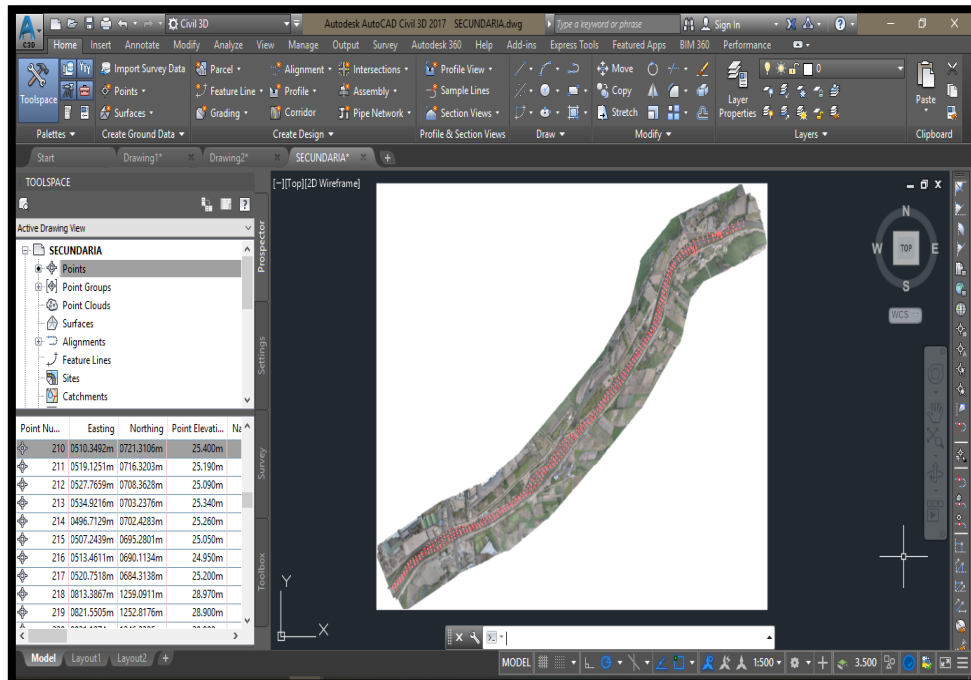 Civil 3D
Autodesk AutoCAD Civil 3D 2017 SECUNDARIA.dwg
Type a keyword or phrase
Sign In
C3D
Home Insert Annotate Modify Analyze View Manage Output Survey Autodesk 360 Help Add-ins Express Tools Featured Apps BIM 360 Performance
Toolspace
Import Survey Data
Parcel
Alignment
Intersections
Profile View
Move
0
Points
Feature Line
Profile
Assembly
Sample Lines
Copy
Layer Properties
Paste
Surfaces
Grading
Corridor
Pipe Network
Section Views
Stretch
Palettes
Create Ground Data
Create Design
Profile & Section Views
Draw
Modify
Layers
Clipboard
Start Drawing1* Drawing2* SECUNDARIA*
TOOLSPACE
[−][Top][2D Wireframe]
Active Drawing View
SECUNDARIA
Points
Point Groups
Point Clouds
Surfaces
Alignments
Feature Lines
Sites
Catchments
Prospector
Settings
Survey
Toolbox
N
W TOP E
S
WCS
Point Nu... Easting Northing Point Elevati... Na
210 0510.3492m 0721.3106m 25.400m
211 0519.1251m 0716.3203m 25.190m
212 0527.7659m 0708.3628m 25.090m
213 0534.9216m 0703.2376m 25.340m
214 0496.7129m 0702.4283m 25.260m
215 0507.2439m 0695.2801m 25.050m
216 0513.4611m 0690.1134m 24.950m
217 0520.7518m 0684.3138m 25.200m
218 0813.3867m 1259.0911m 28.970m
219 0821.5505m 1252.8176m 28.900m
Y
X
Model Layout1 Layout2 +
MODEL
1:500
3.500